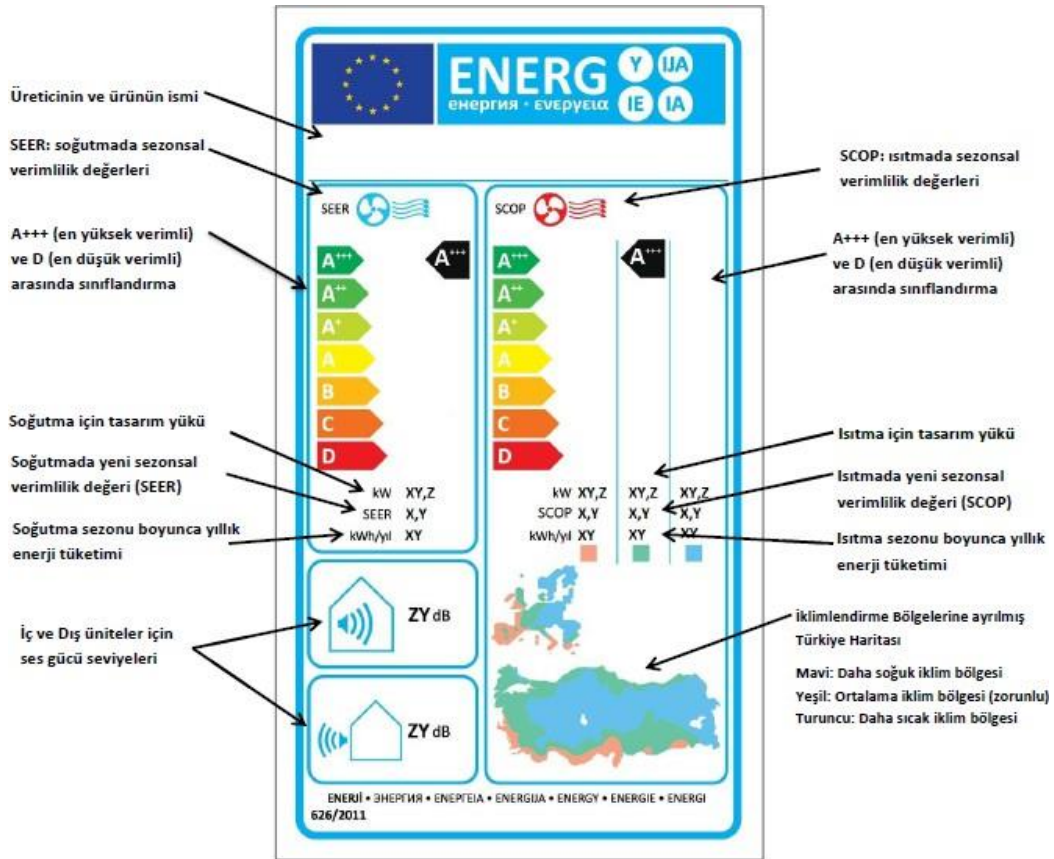 ENERG Y IJA
IE IA
енергия · ενεργεια
Üreticinin ve ürünün ismi
SEER: soğutmada sezonsal
verimlilik değerleri
SCOP: ısıtmada sezonsal
verimlilik değerleri
SEER
SCOP
A+++ (en yüksek verimli)
ve D (en düşük verimli)
arasında sınıflandırma
A+++ (en yüksek verimli)
ve D (en düşük verimli)
arasında sınıflandırma
A+++ A+++
A++
A+
A
B
C
D
A+++ A+++
A++
A+
A
B
C
D
Soğutma için tasarım yükü
Soğutmada yeni sezonsal
verimlilik değeri (SEER)
Soğutma sezonu boyunca yıllık
enerji tüketimi
kW XY,Z
SEER X,Y
kWh/yıl XY
kW XY,Z XY,Z XY,Z
SCOP X,Y X,Y X,Y
kWh/yıl XY XY XY
Isıtma için tasarım yükü
Isıtmada yeni sezonsal
verimlilik değeri (SCOP)
Isıtma sezonu boyunca yıllık
enerji tüketimi
İç ve Dış üniteler için
ses gücü seviyeleri
ZY dB
ZY dB
İklimlendirme Bölgelerine ayrılmış
Türkiye Haritası
Mavi: Daha soğuk iklim bölgesi
Yeşil: Ortalama iklim bölgesi (zorunlu)
Turuncu: Daha sıcak iklim bölgesi
ENERJİ • ЭНЕРГИЯ • ΕΝΕΡΓΕΙΑ • ENERGIJA • ENERGY • ENERGIE • ENERGI
626/2011